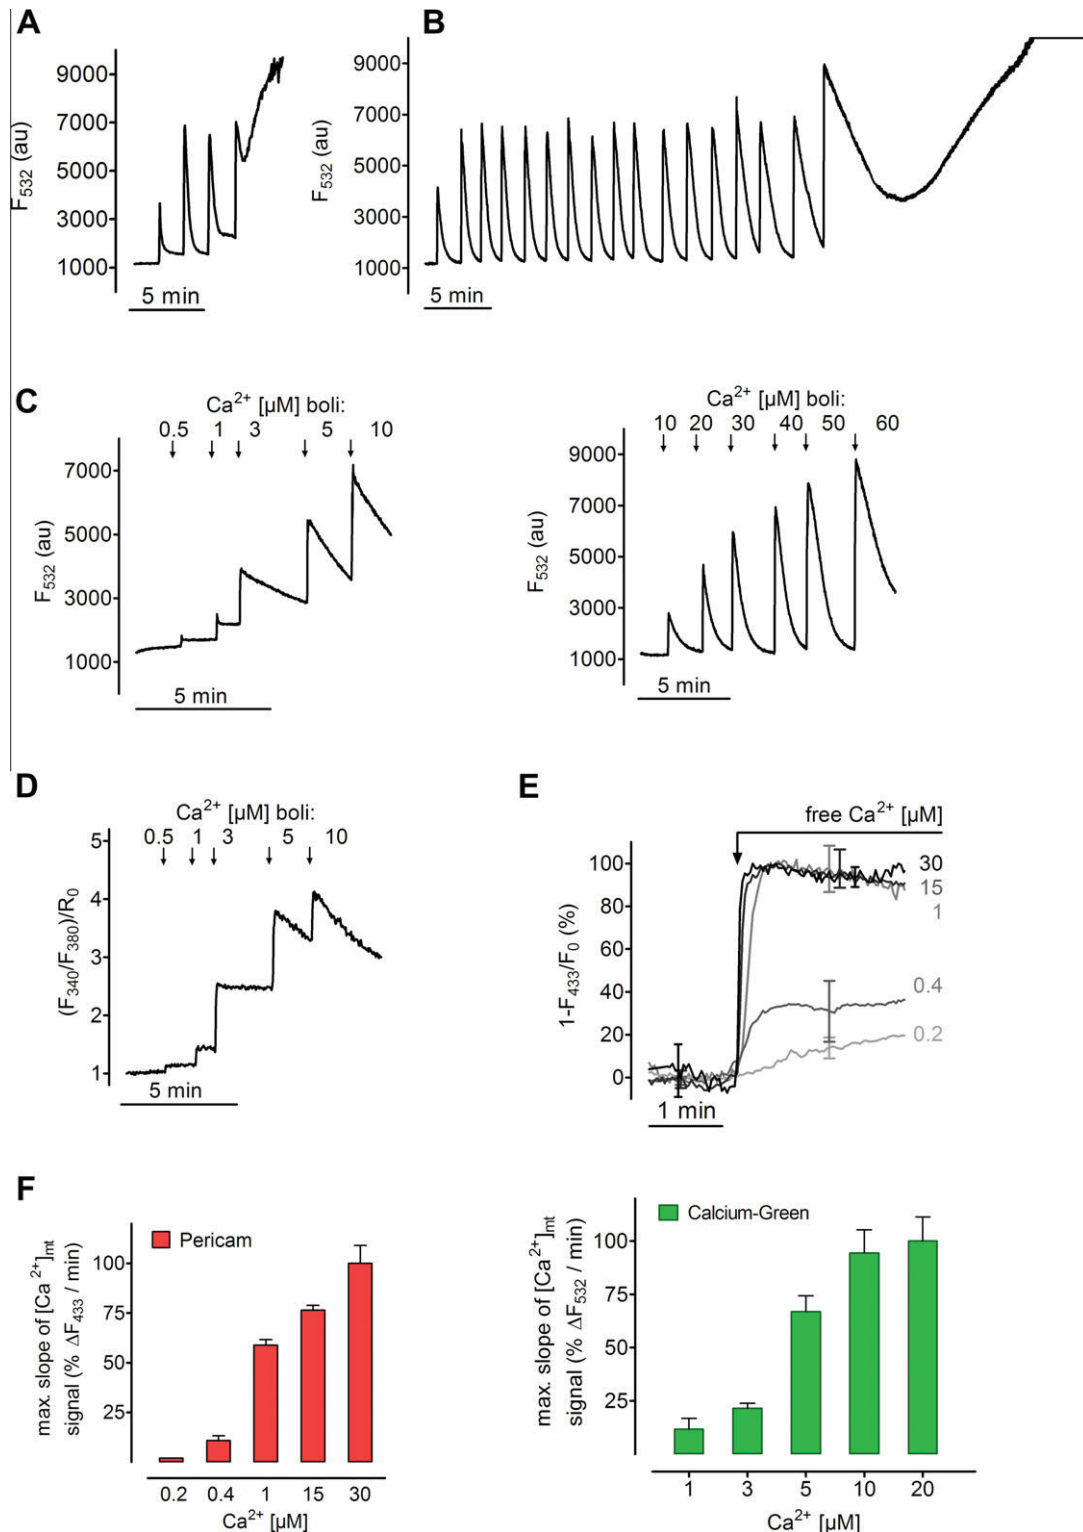 A
F532 (au)
9000
7000
5000
3000
1000
5 min
B
F532 (au)
9000
7000
5000
3000
1000
5 min
C
Ca2+ [µM] boli:
0.5 1 3 5 10
F532 (au)
7000
5000
3000
1000
5 min
Ca2+ [µM] boli:
10 20 30 40 50 60
F532 (au)
9000
7000
5000
3000
1000
5 min
D
Ca2+ [µM] boli:
0.5 1 3 5 10
(F340/F380)/R0
5
4
3
2
1
5 min
E
free Ca2+ [µM]
1-F433/F0 (%)
100
80
60
40
20
0
30
15
1
0.4
0.2
1 min
F
Pericam
max. slope of [Ca 2+]mt
signal (% ΔF433 / min)
100
75
50
25
0.2 0.4 1 15 30
Ca2+ [µM]
Calcium-Green
max. slope of [Ca 2+]mt
signal (% ΔF532 / min)
100
75
50
25
1 3 5 10 20
Ca2+ [µM]